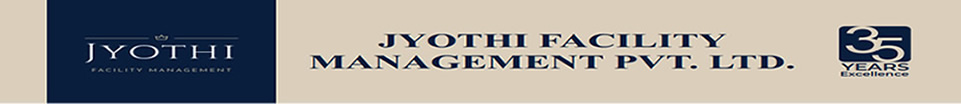 JYOTHI
FACILITY MANAGEMENT
JYOTHI FACILITY
MANAGEMENT PVT. LTD.
35
YEARS
Excellence